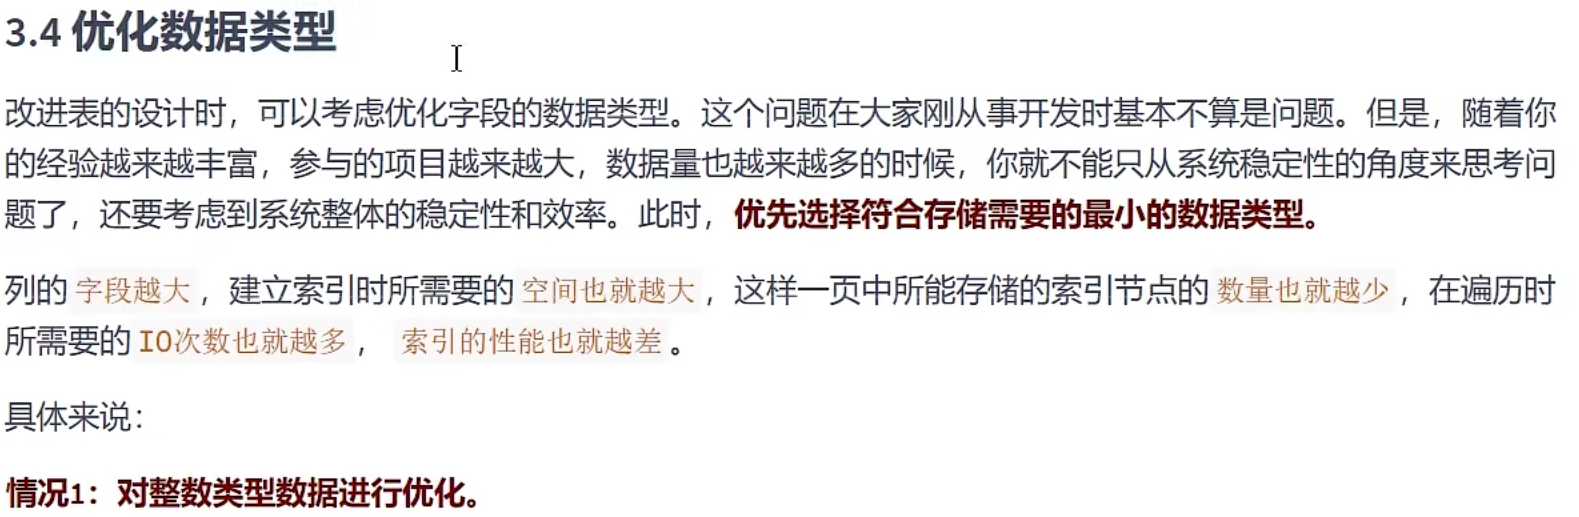 3.4 优化数据类型
改进表的设计时，可以考虑优化字段的数据类型。这个问题在大家刚从事开发时基本不算是问题。但是，随着你
的经验越来越丰富，参与的项目越来越大，数据量也越来越多的时候，你就不能只从系统稳定性的角度来思考问
题了，还要考虑到系统整体的稳定性和效率。此时，优先选择符合存储需要的最小的数据类型。
列的 字段越大 ，建立索引时所需要的 空间也就越大 ，这样一页中所能存储的索引节点的 数量也就越少 ，在遍历时
所需要的 IO次数也就越多 ， 索引的性能也就越差 。
具体来说：
情况1：对整数类型数据进行优化。